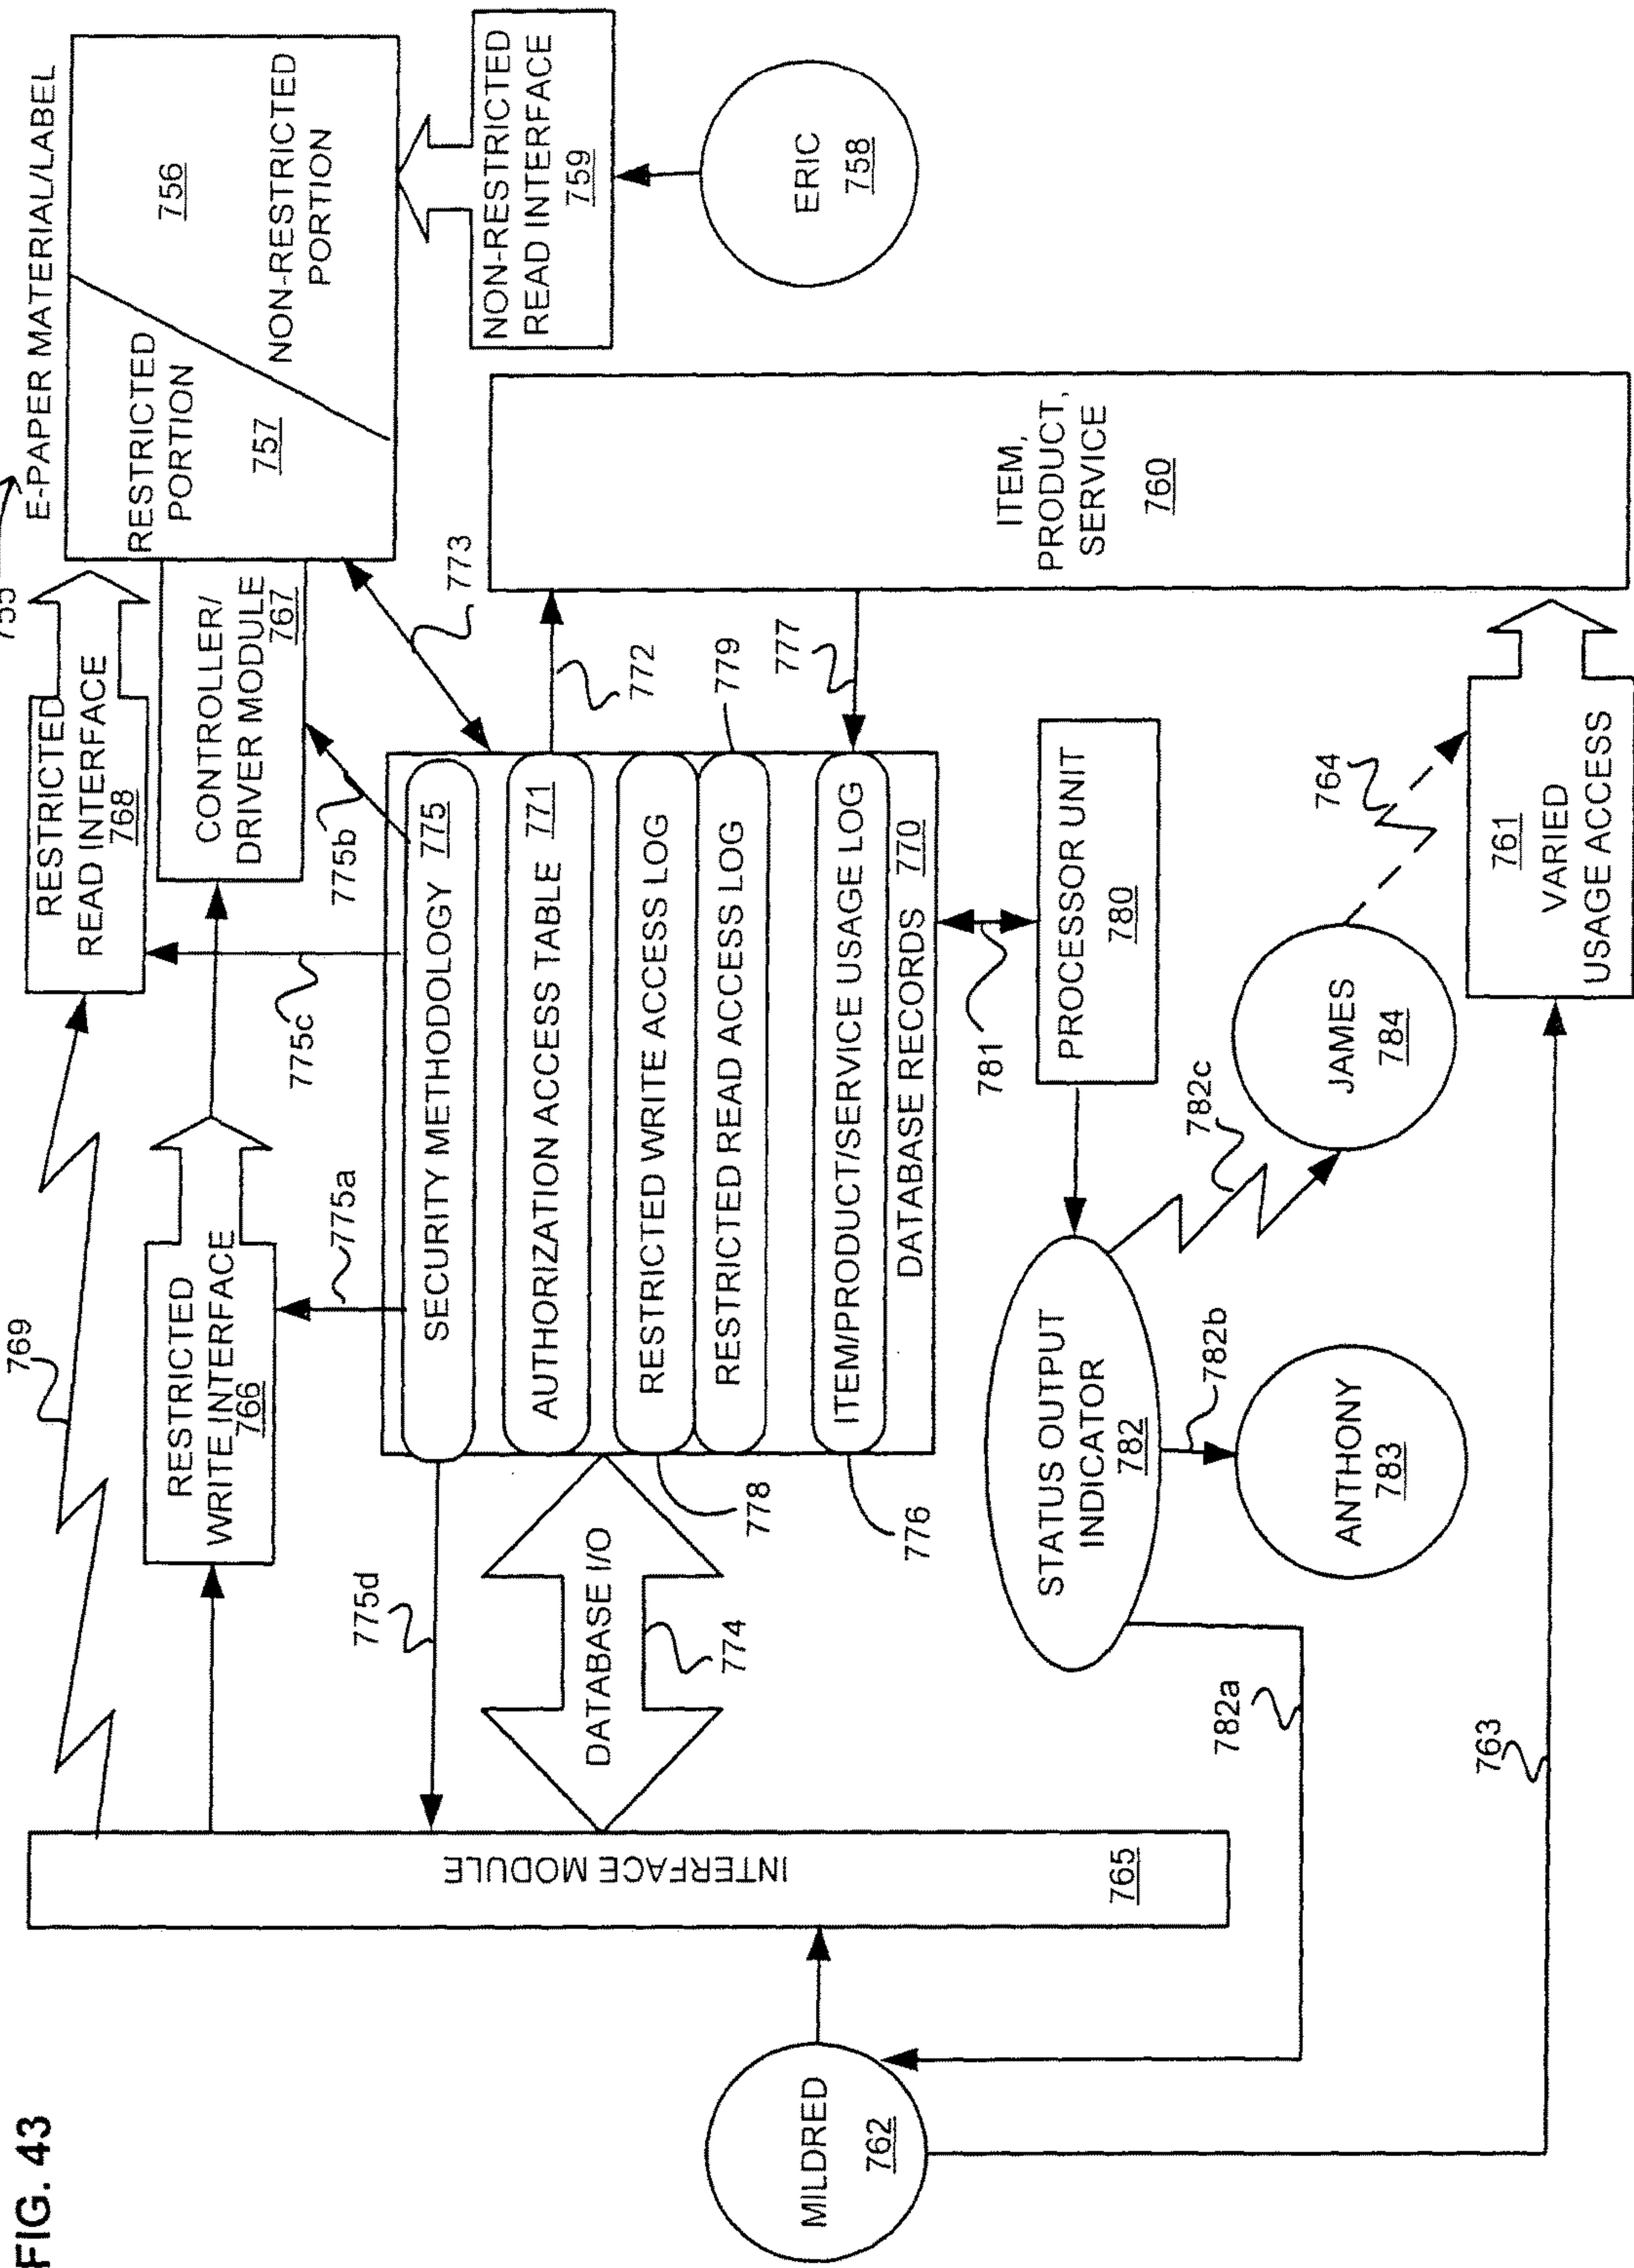 FIG. 43
755
E-PAPER MATERIAL/LABEL
RESTRICTED
PORTION
757
756
NON-RESTRICTED
PORTION
NON-RESTRICTED
READ INTERFACE
759
ERIC
758
769
RESTRICTED
READ INTERFACE
768
CONTROLLER/
DRIVER MODULE
767
RESTRICTED
WRITE INTERFACE
766
775a
775c
775b
773
775d
INTERFACE MODULE
765
DATABASE I/O
774
SECURITY METHODOLOGY 775
AUTHORIZATION ACCESS TABLE 771
RESTRICTED WRITE ACCESS LOG
RESTRICTED READ ACCESS LOG
ITEM/PRODUCT/SERVICE USAGE LOG
DATABASE RECORDS 770
778
776
772
779
777
ITEM,
PRODUCT,
SERVICE
760
MILDRED
762
782a
STATUS OUTPUT
INDICATOR
782
781
PROCESSOR UNIT
780
782b
782c
ANTHONY
783
JAMES
784
764
763
761
VARIED
USAGE ACCESS